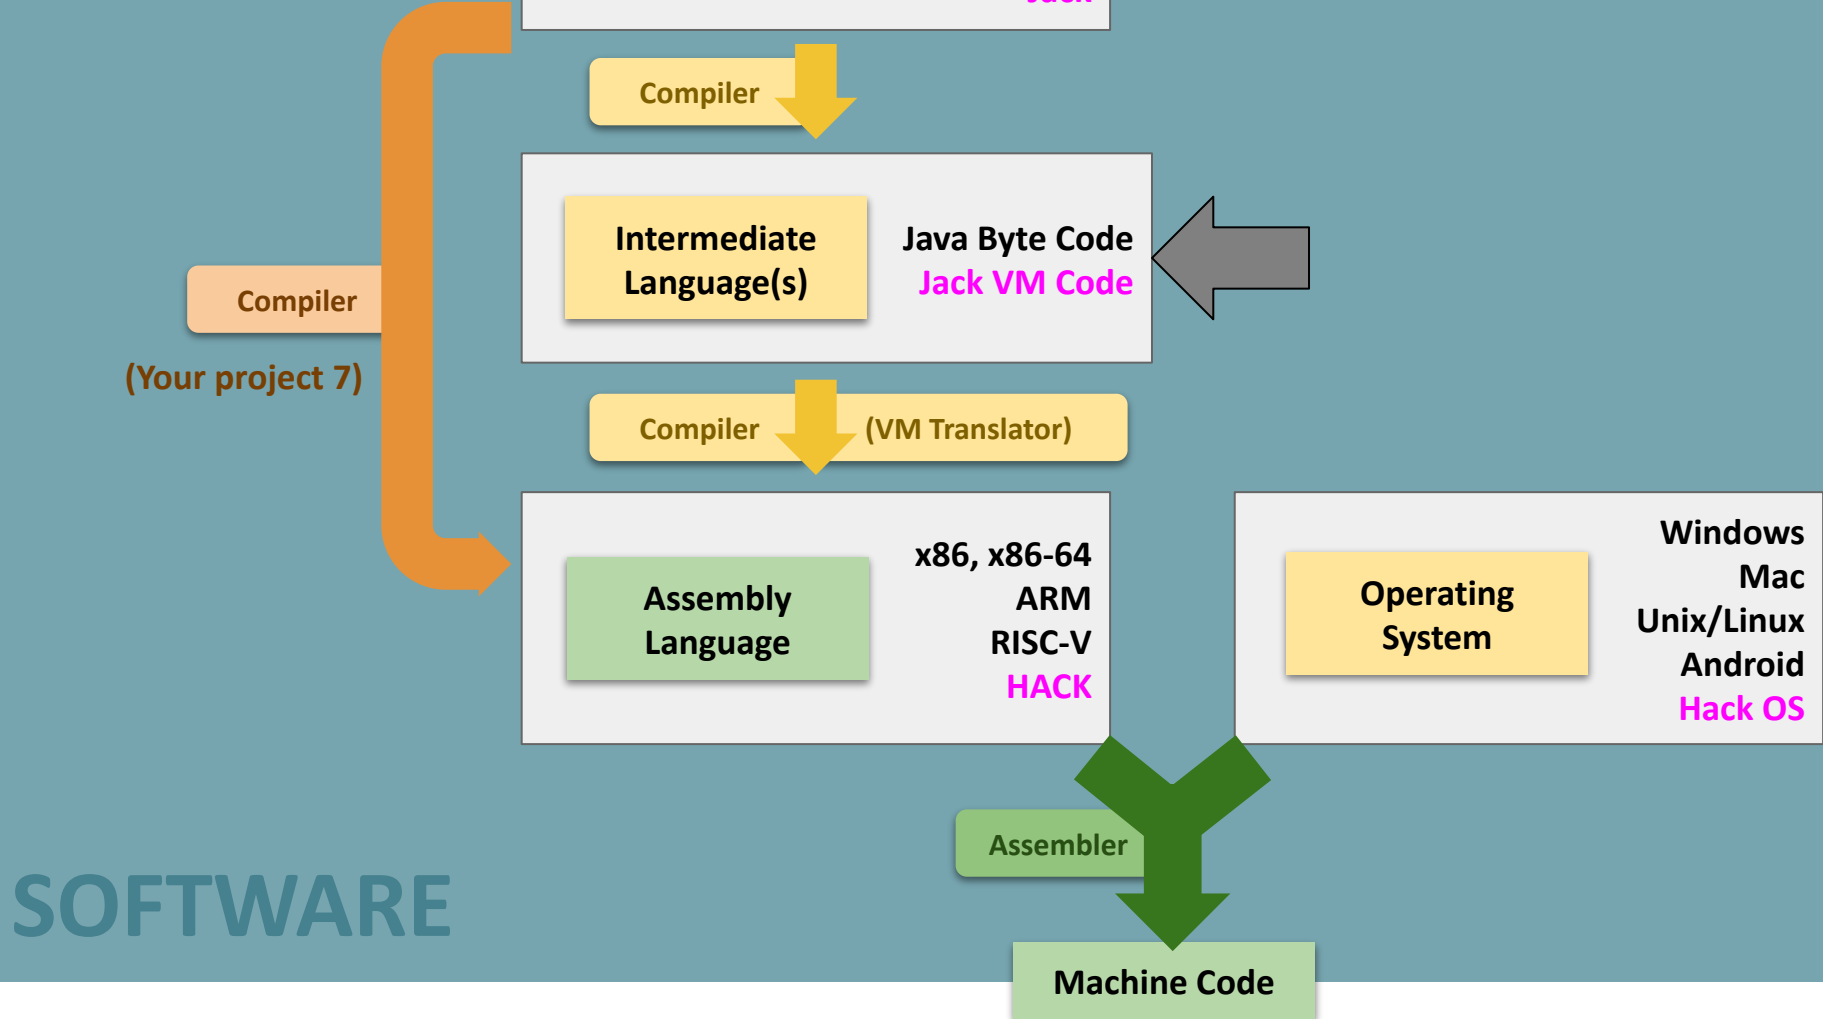 Jack
Compiler
Intermediate
Language(s)
Java Byte Code
Jack VM Code
Compiler
(Your project 7)
Compiler
(VM Translator)
Assembly
Language
x86, x86-64
ARM
RISC-V
HACK
Operating
System
Windows
Mac
Unix/Linux
Android
Hack OS
Assembler
SOFTWARE
Machine Code